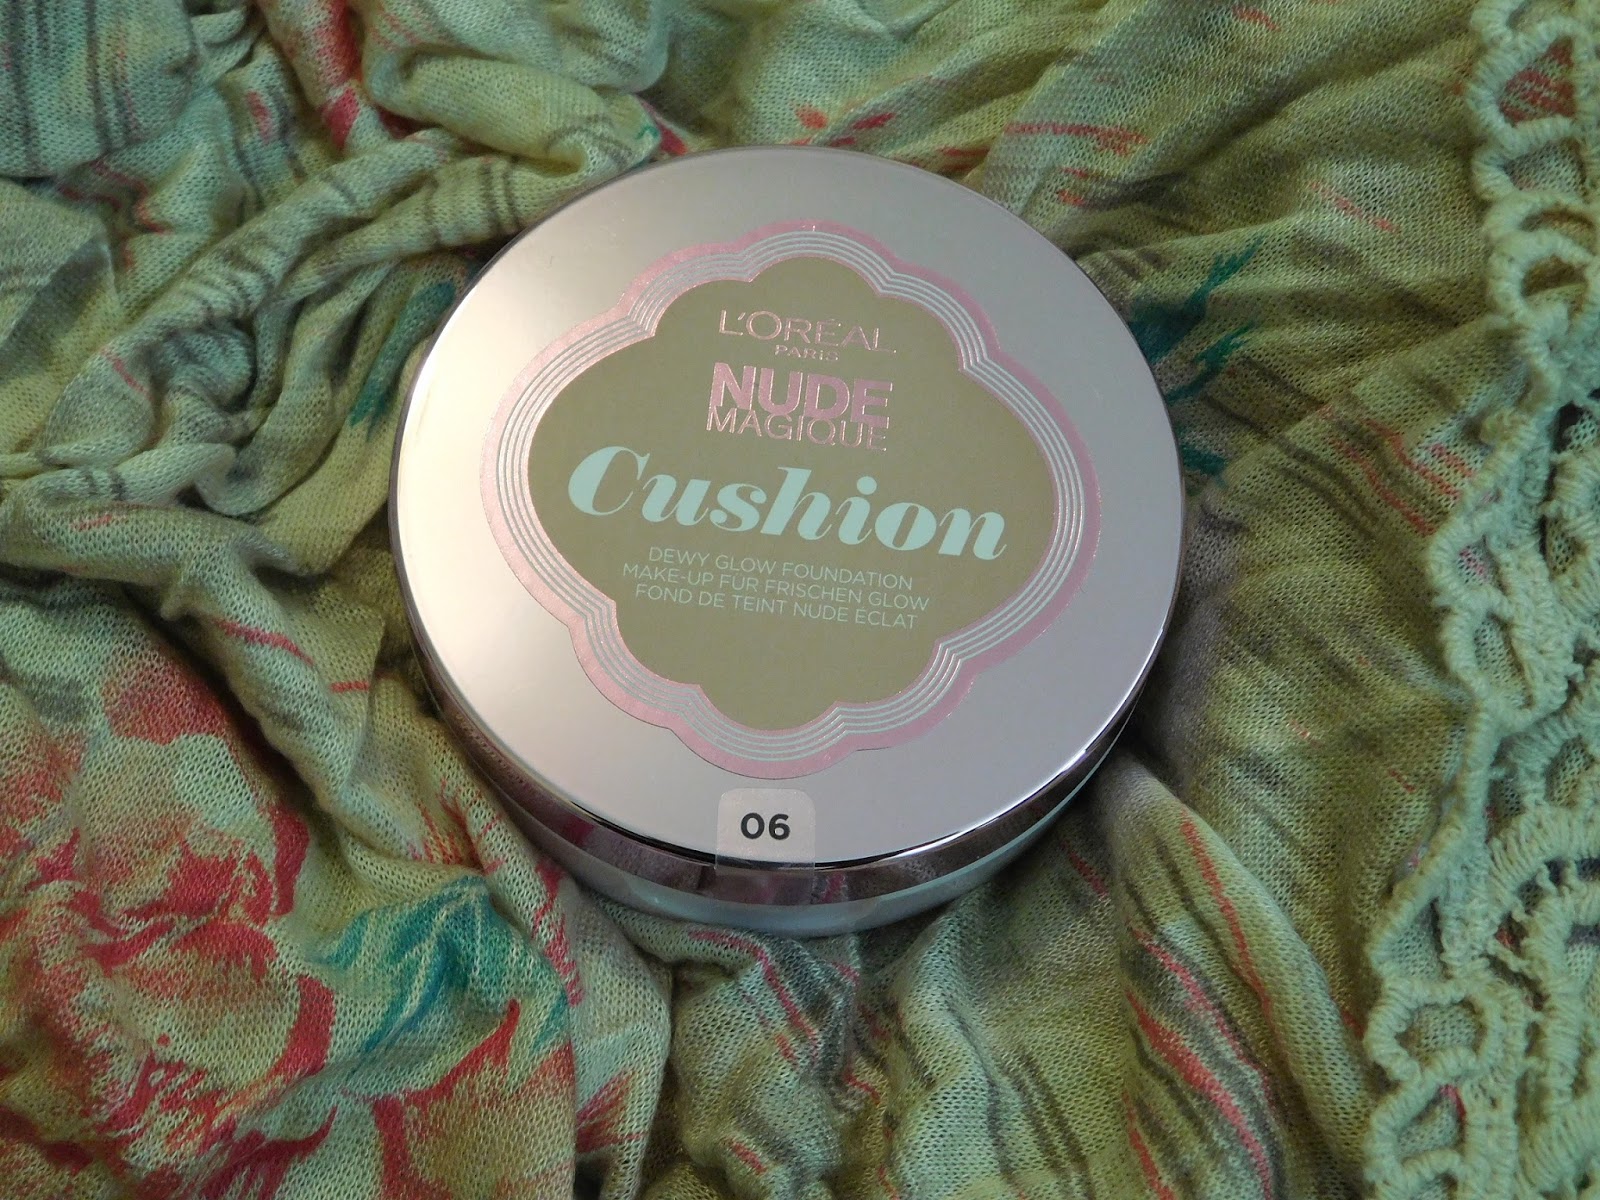 L'ORÉAL
PARIS
NUDE
MAGIQUE
Cushion
DEWY GLOW FOUNDATION
MAKE-UP FÜR FRISCHEN GLOW
FOND DE TEINT NUDE ÉCLAT
06